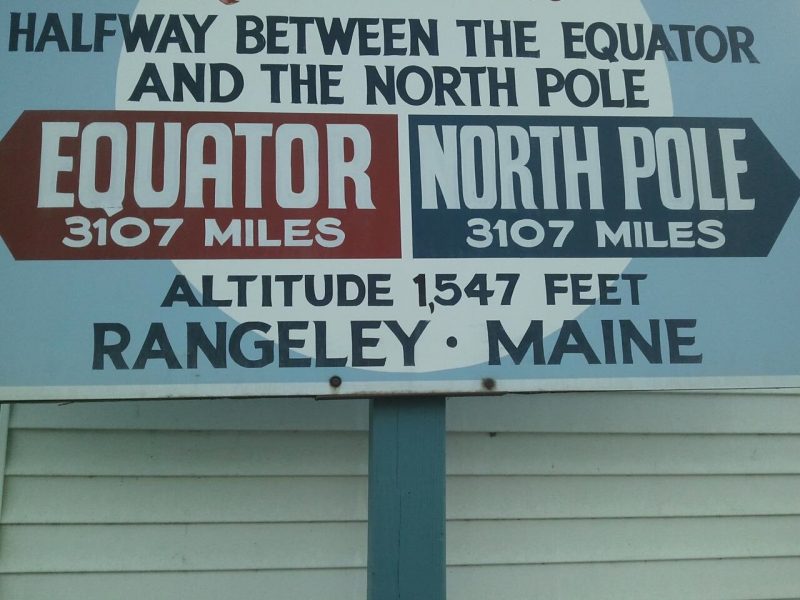 HALFWAY BETWEEN THE EQUATOR
AND THE NORTH POLE
EQUATOR
3107 MILES
NORTH POLE
3107 MILES
ALTITUDE 1,547 FEET
RANGELEY · MAINE